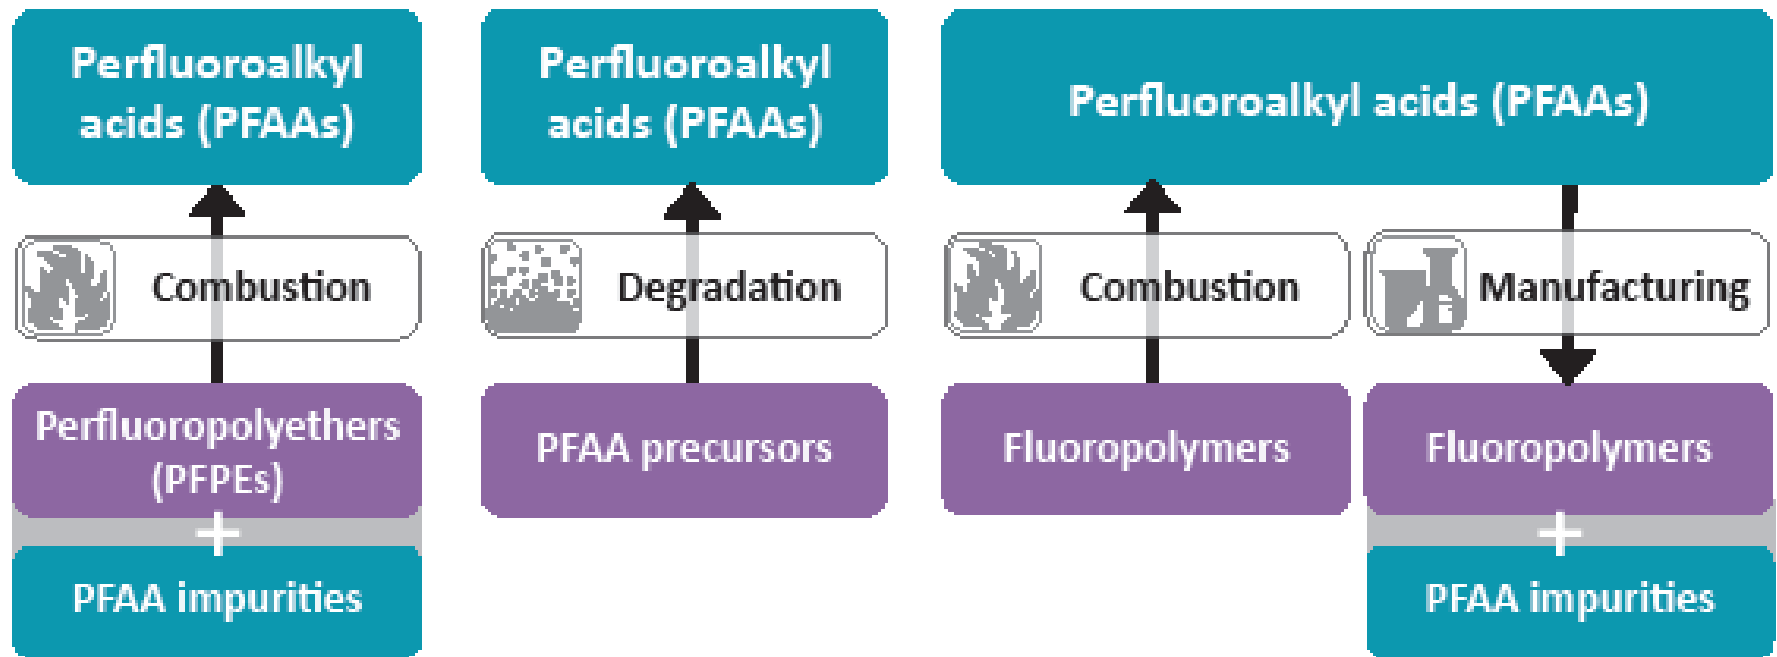 Perfluoroalkyl
acids (PFAAs)
Combustion
Perfluoropolyethers
(PFPEs)
+
PFAA impurities
Perfluoroalkyl
acids (PFAAs)
Degradation
PFAA precursors
Perfluoroalkyl acids (PFAAs)
Combustion
Fluoropolymers
Manufacturing
Fluoropolymers
+
PFAA impurities